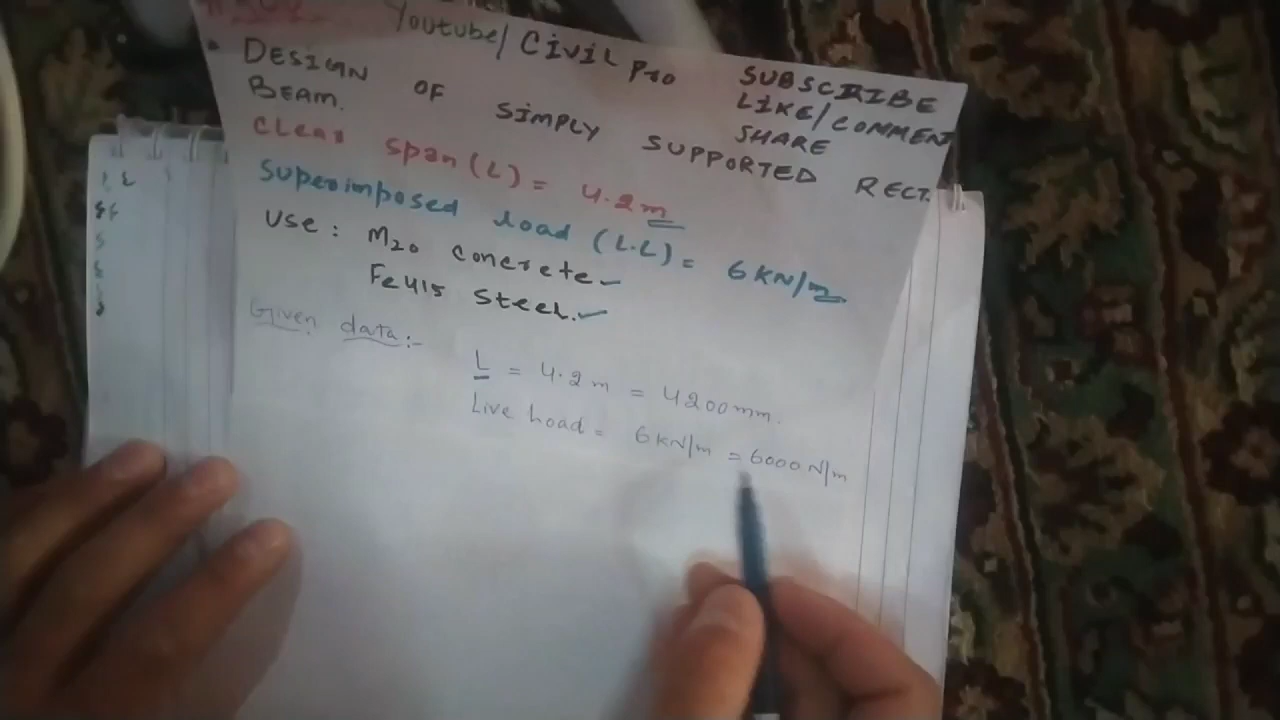 Youtube/ Civil Pro
SUBSCRIBE
LIKE/COMMENT
SHARE
DESIGN OF SIMPLY SUPPORTED RECT.
BEAM.
Clear span (L) = 4.2m
Superimposed load (L.L) = 6 KN/m
Use : M20 concrete
Fe415 Steel.
Given data:-
L = 4.2 m = 4200mm.
Live Load = 6 KN/m = 6000 N/m